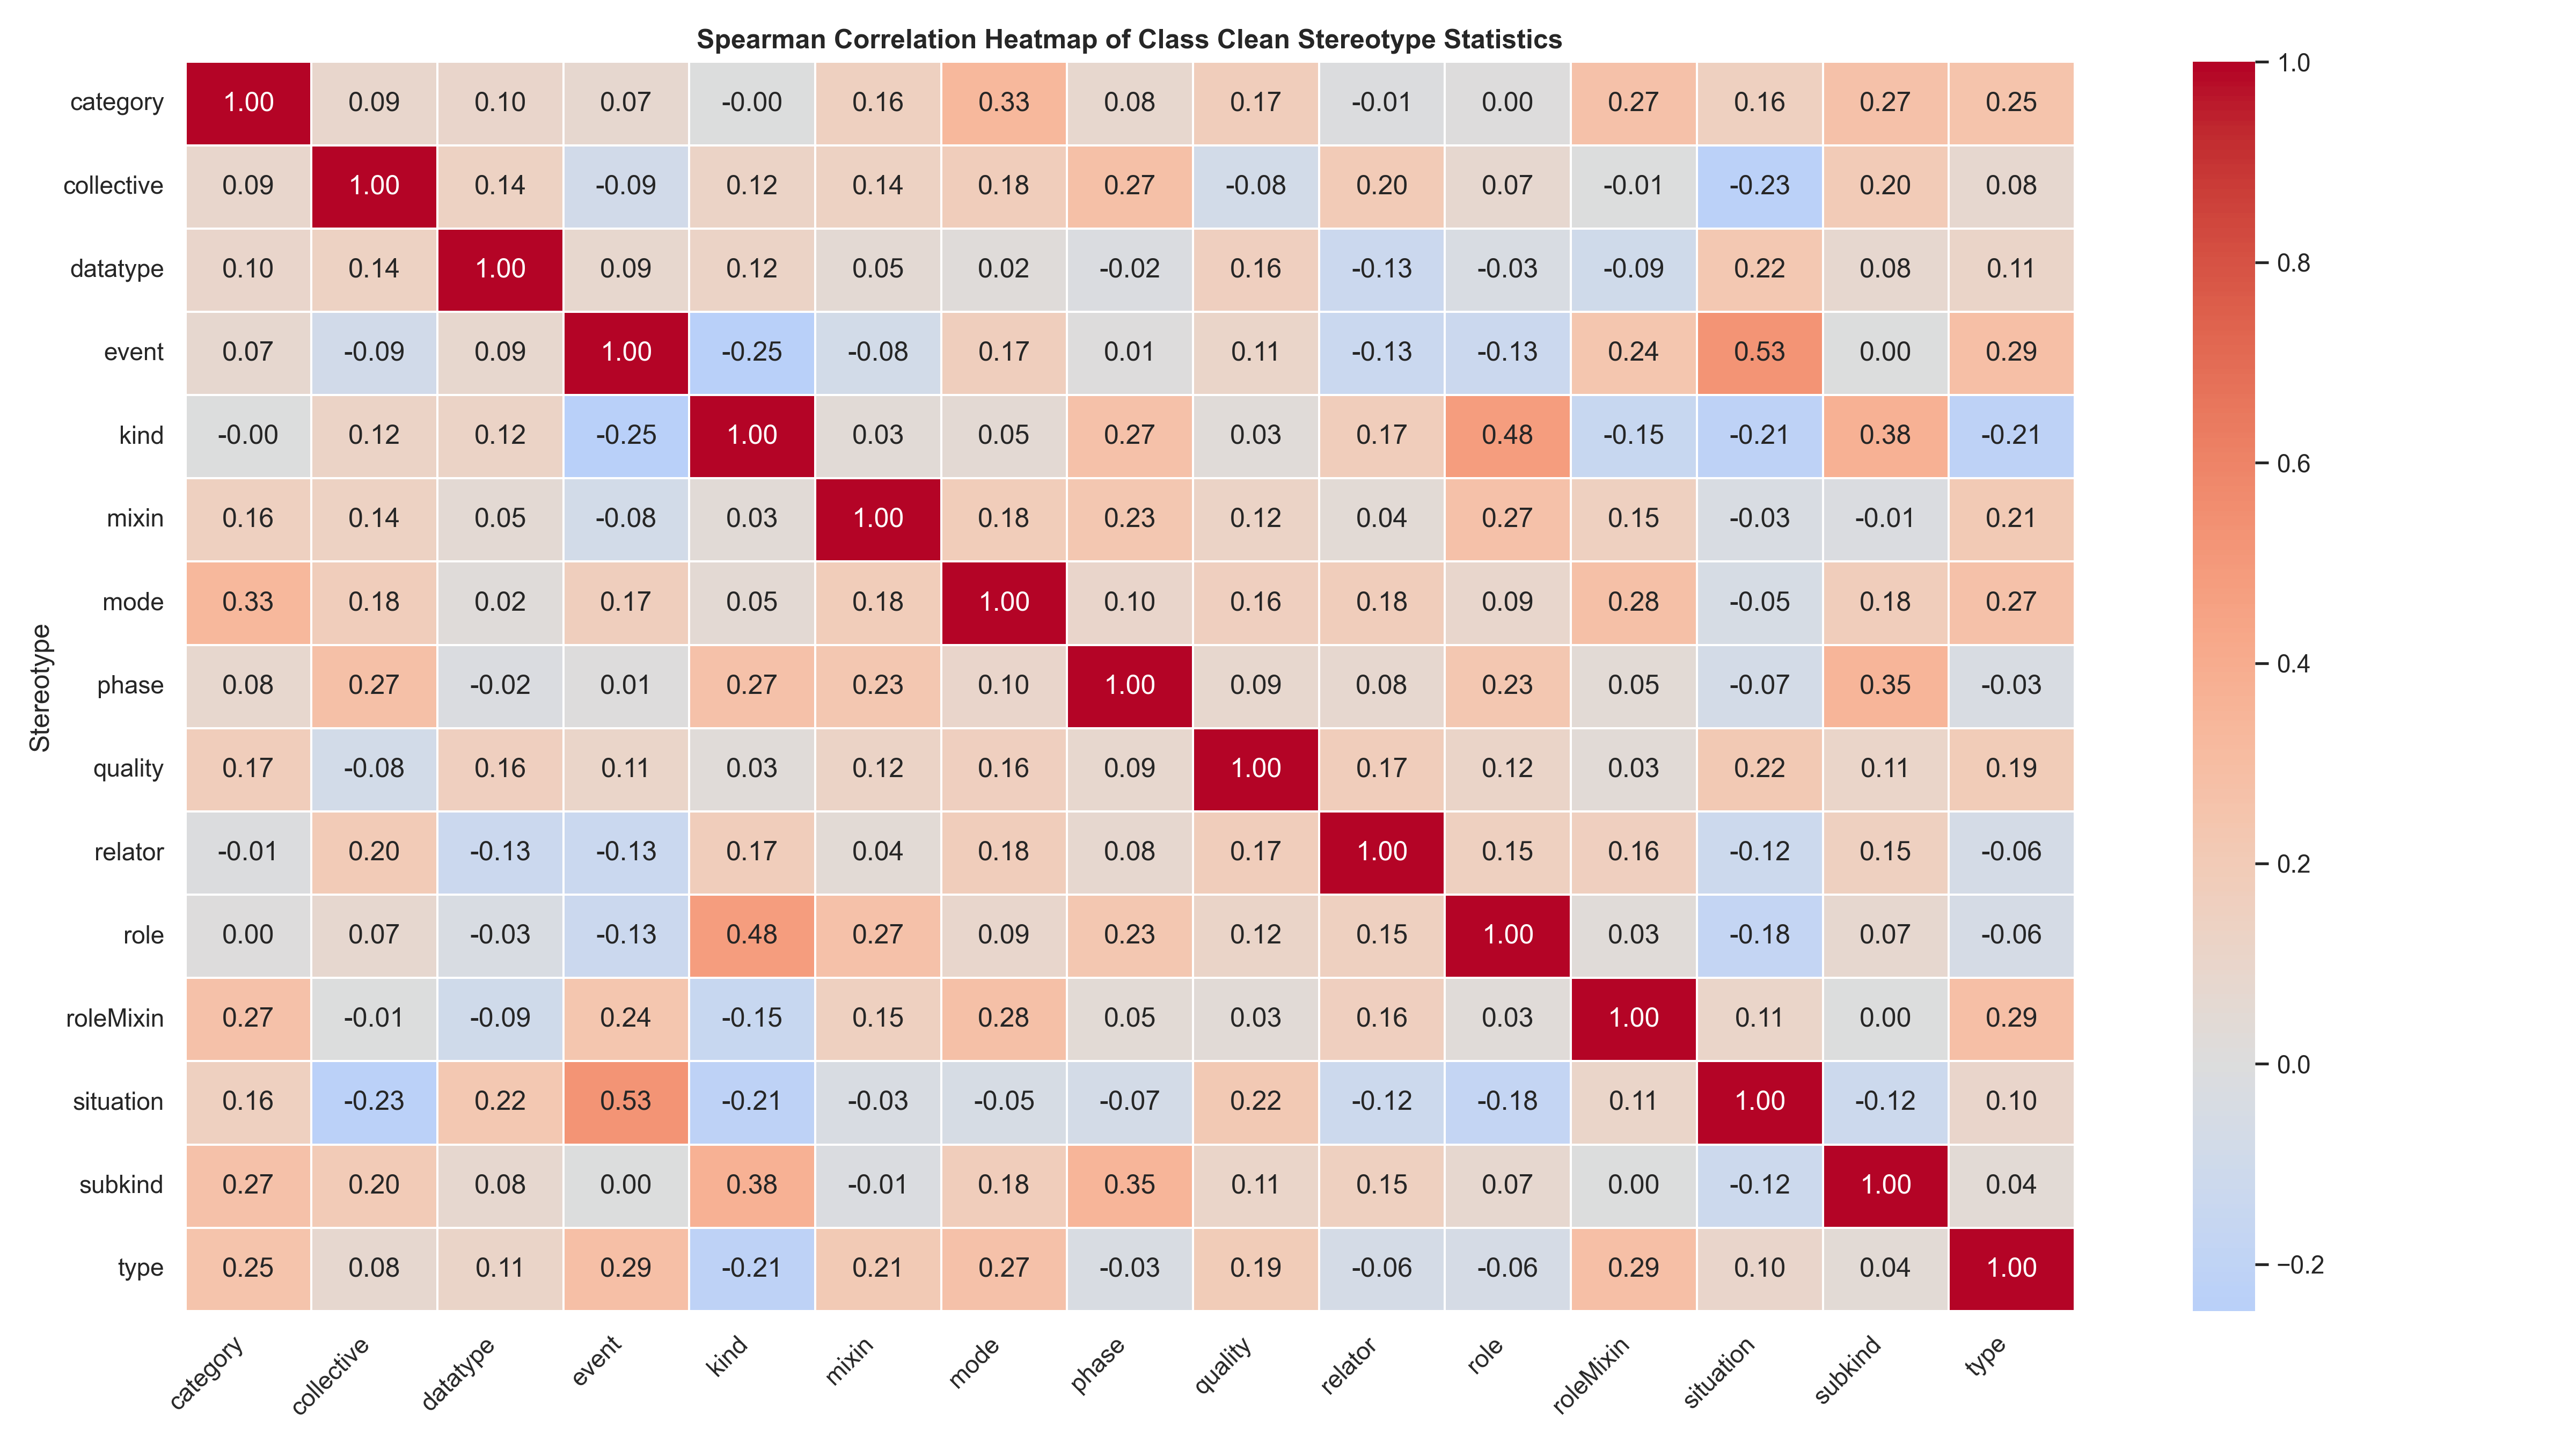 Spearman Correlation Heatmap of Class Clean Stereotype Statistics
category 1.00 0.09 0.10 0.07 -0.00 0.16 0.33 0.08 0.17 -0.01 0.00 0.27 0.16 0.27 0.25
collective 0.09 1.00 0.14 -0.09 0.12 0.14 0.18 0.27 -0.08 0.20 0.07 -0.01 -0.23 0.20 0.08
datatype 0.10 0.14 1.00 0.09 0.12 0.05 0.02 -0.02 0.16 -0.13 -0.03 -0.09 0.22 0.08 0.11
event 0.07 -0.09 0.09 1.00 -0.25 -0.08 0.17 0.01 0.11 -0.13 -0.13 0.24 0.53 0.00 0.29
kind -0.00 0.12 0.12 -0.25 1.00 0.03 0.05 0.27 0.03 0.17 0.48 -0.15 -0.21 0.38 -0.21
mixin 0.16 0.14 0.05 -0.08 0.03 1.00 0.18 0.23 0.12 0.04 0.27 0.15 -0.03 -0.01 0.21
mode 0.33 0.18 0.02 0.17 0.05 0.18 1.00 0.10 0.16 0.18 0.09 0.28 -0.05 0.18 0.27
phase 0.08 0.27 -0.02 0.01 0.27 0.23 0.10 1.00 0.09 0.08 0.23 0.05 -0.07 0.35 -0.03
quality 0.17 -0.08 0.16 0.11 0.03 0.12 0.16 0.09 1.00 0.17 0.12 0.03 0.22 0.11 0.19
relator -0.01 0.20 -0.13 -0.13 0.17 0.04 0.18 0.08 0.17 1.00 0.15 0.16 -0.12 0.15 -0.06
role 0.00 0.07 -0.03 -0.13 0.48 0.27 0.09 0.23 0.12 0.15 1.00 0.03 -0.18 0.07 -0.06
roleMixin 0.27 -0.01 -0.09 0.24 -0.15 0.15 0.28 0.05 0.03 0.16 0.03 1.00 0.11 0.00 0.29
situation 0.16 -0.23 0.22 0.53 -0.21 -0.03 -0.05 -0.07 0.22 -0.12 -0.18 0.11 1.00 -0.12 0.10
subkind 0.27 0.20 0.08 0.00 0.38 -0.01 0.18 0.35 0.11 0.15 0.07 0.00 -0.12 1.00 0.04
type 0.25 0.08 0.11 0.29 -0.21 0.21 0.27 -0.03 0.19 -0.06 -0.06 0.29 0.10 0.04 1.00
category collective datatype event kind mixin mode phase quality relator role roleMixin situation subkind type
Stereotype
1.0
0.8
0.6
0.4
0.2
0.0
−0.2